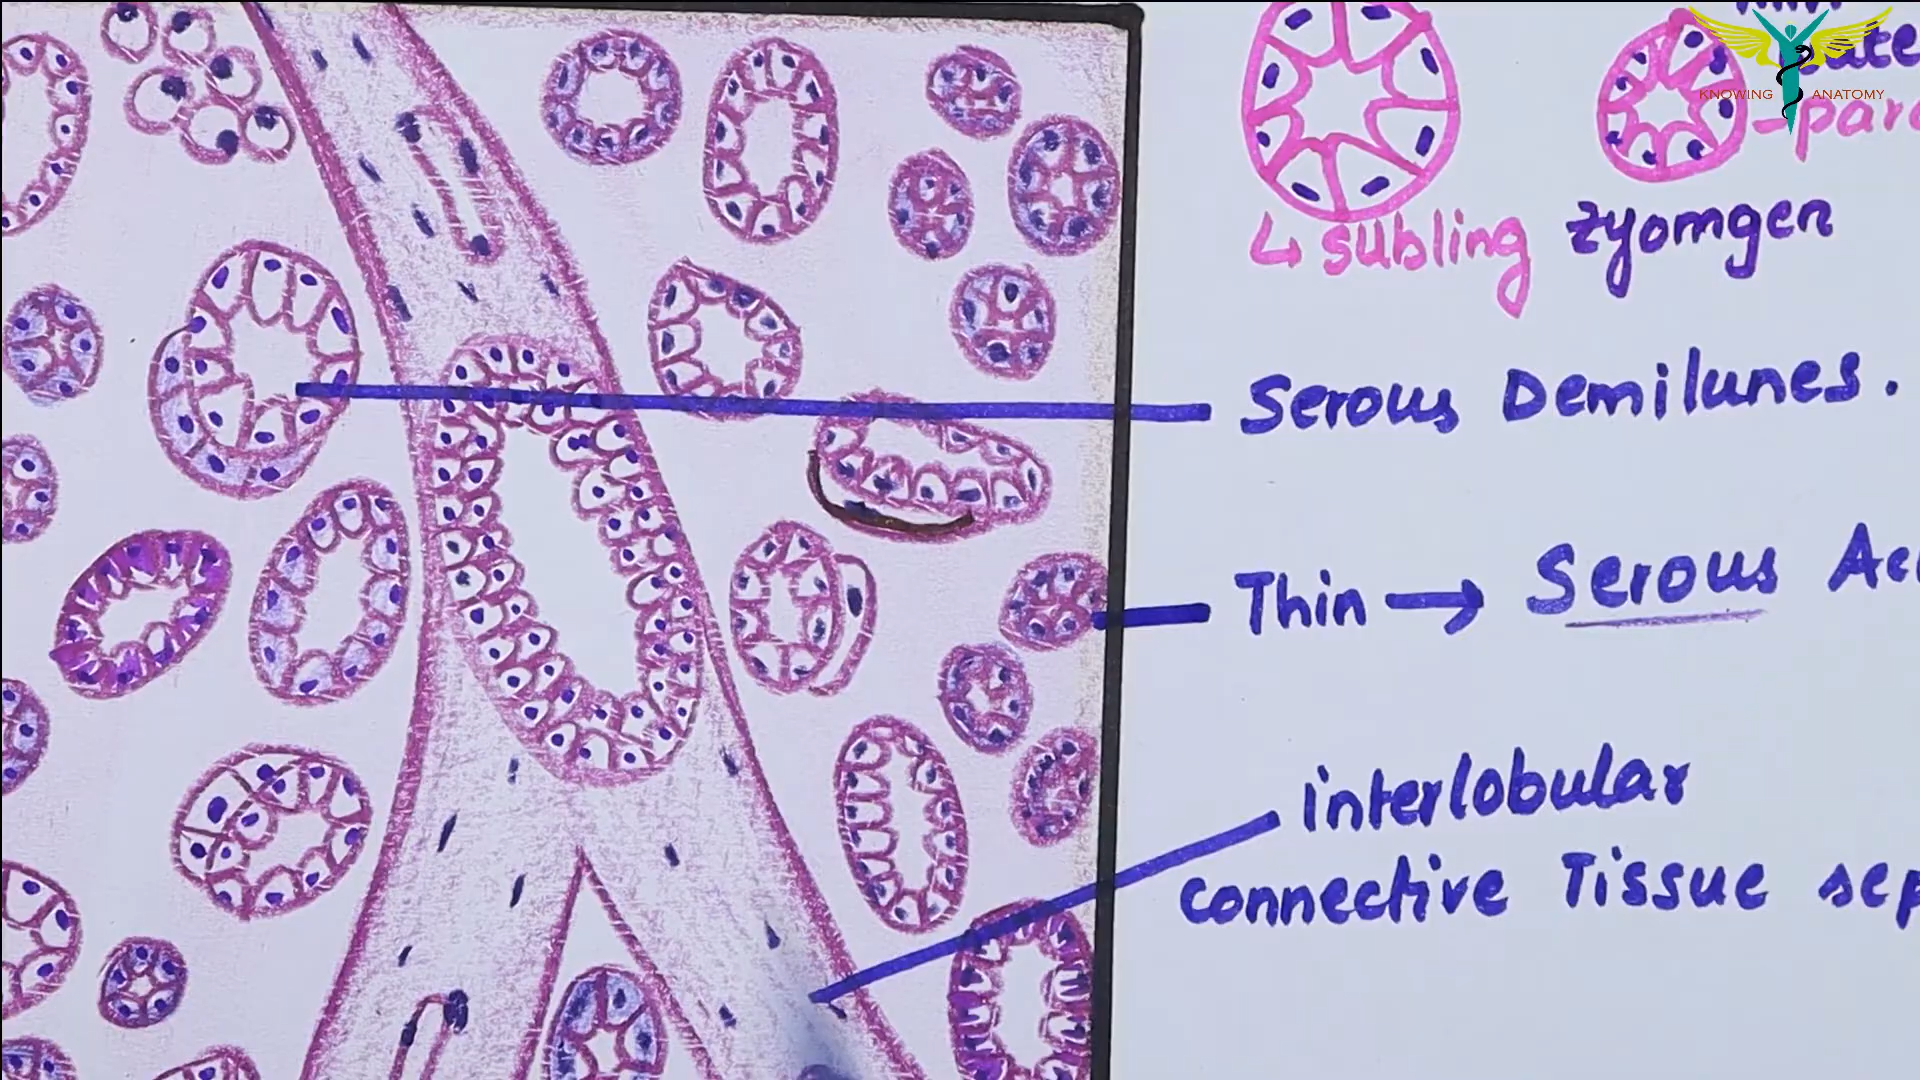 KNOWING ANATOMY
↳ subling
zyomgen
Serous Demilunes.
Thin → Serous
interlobular
connective Tissue